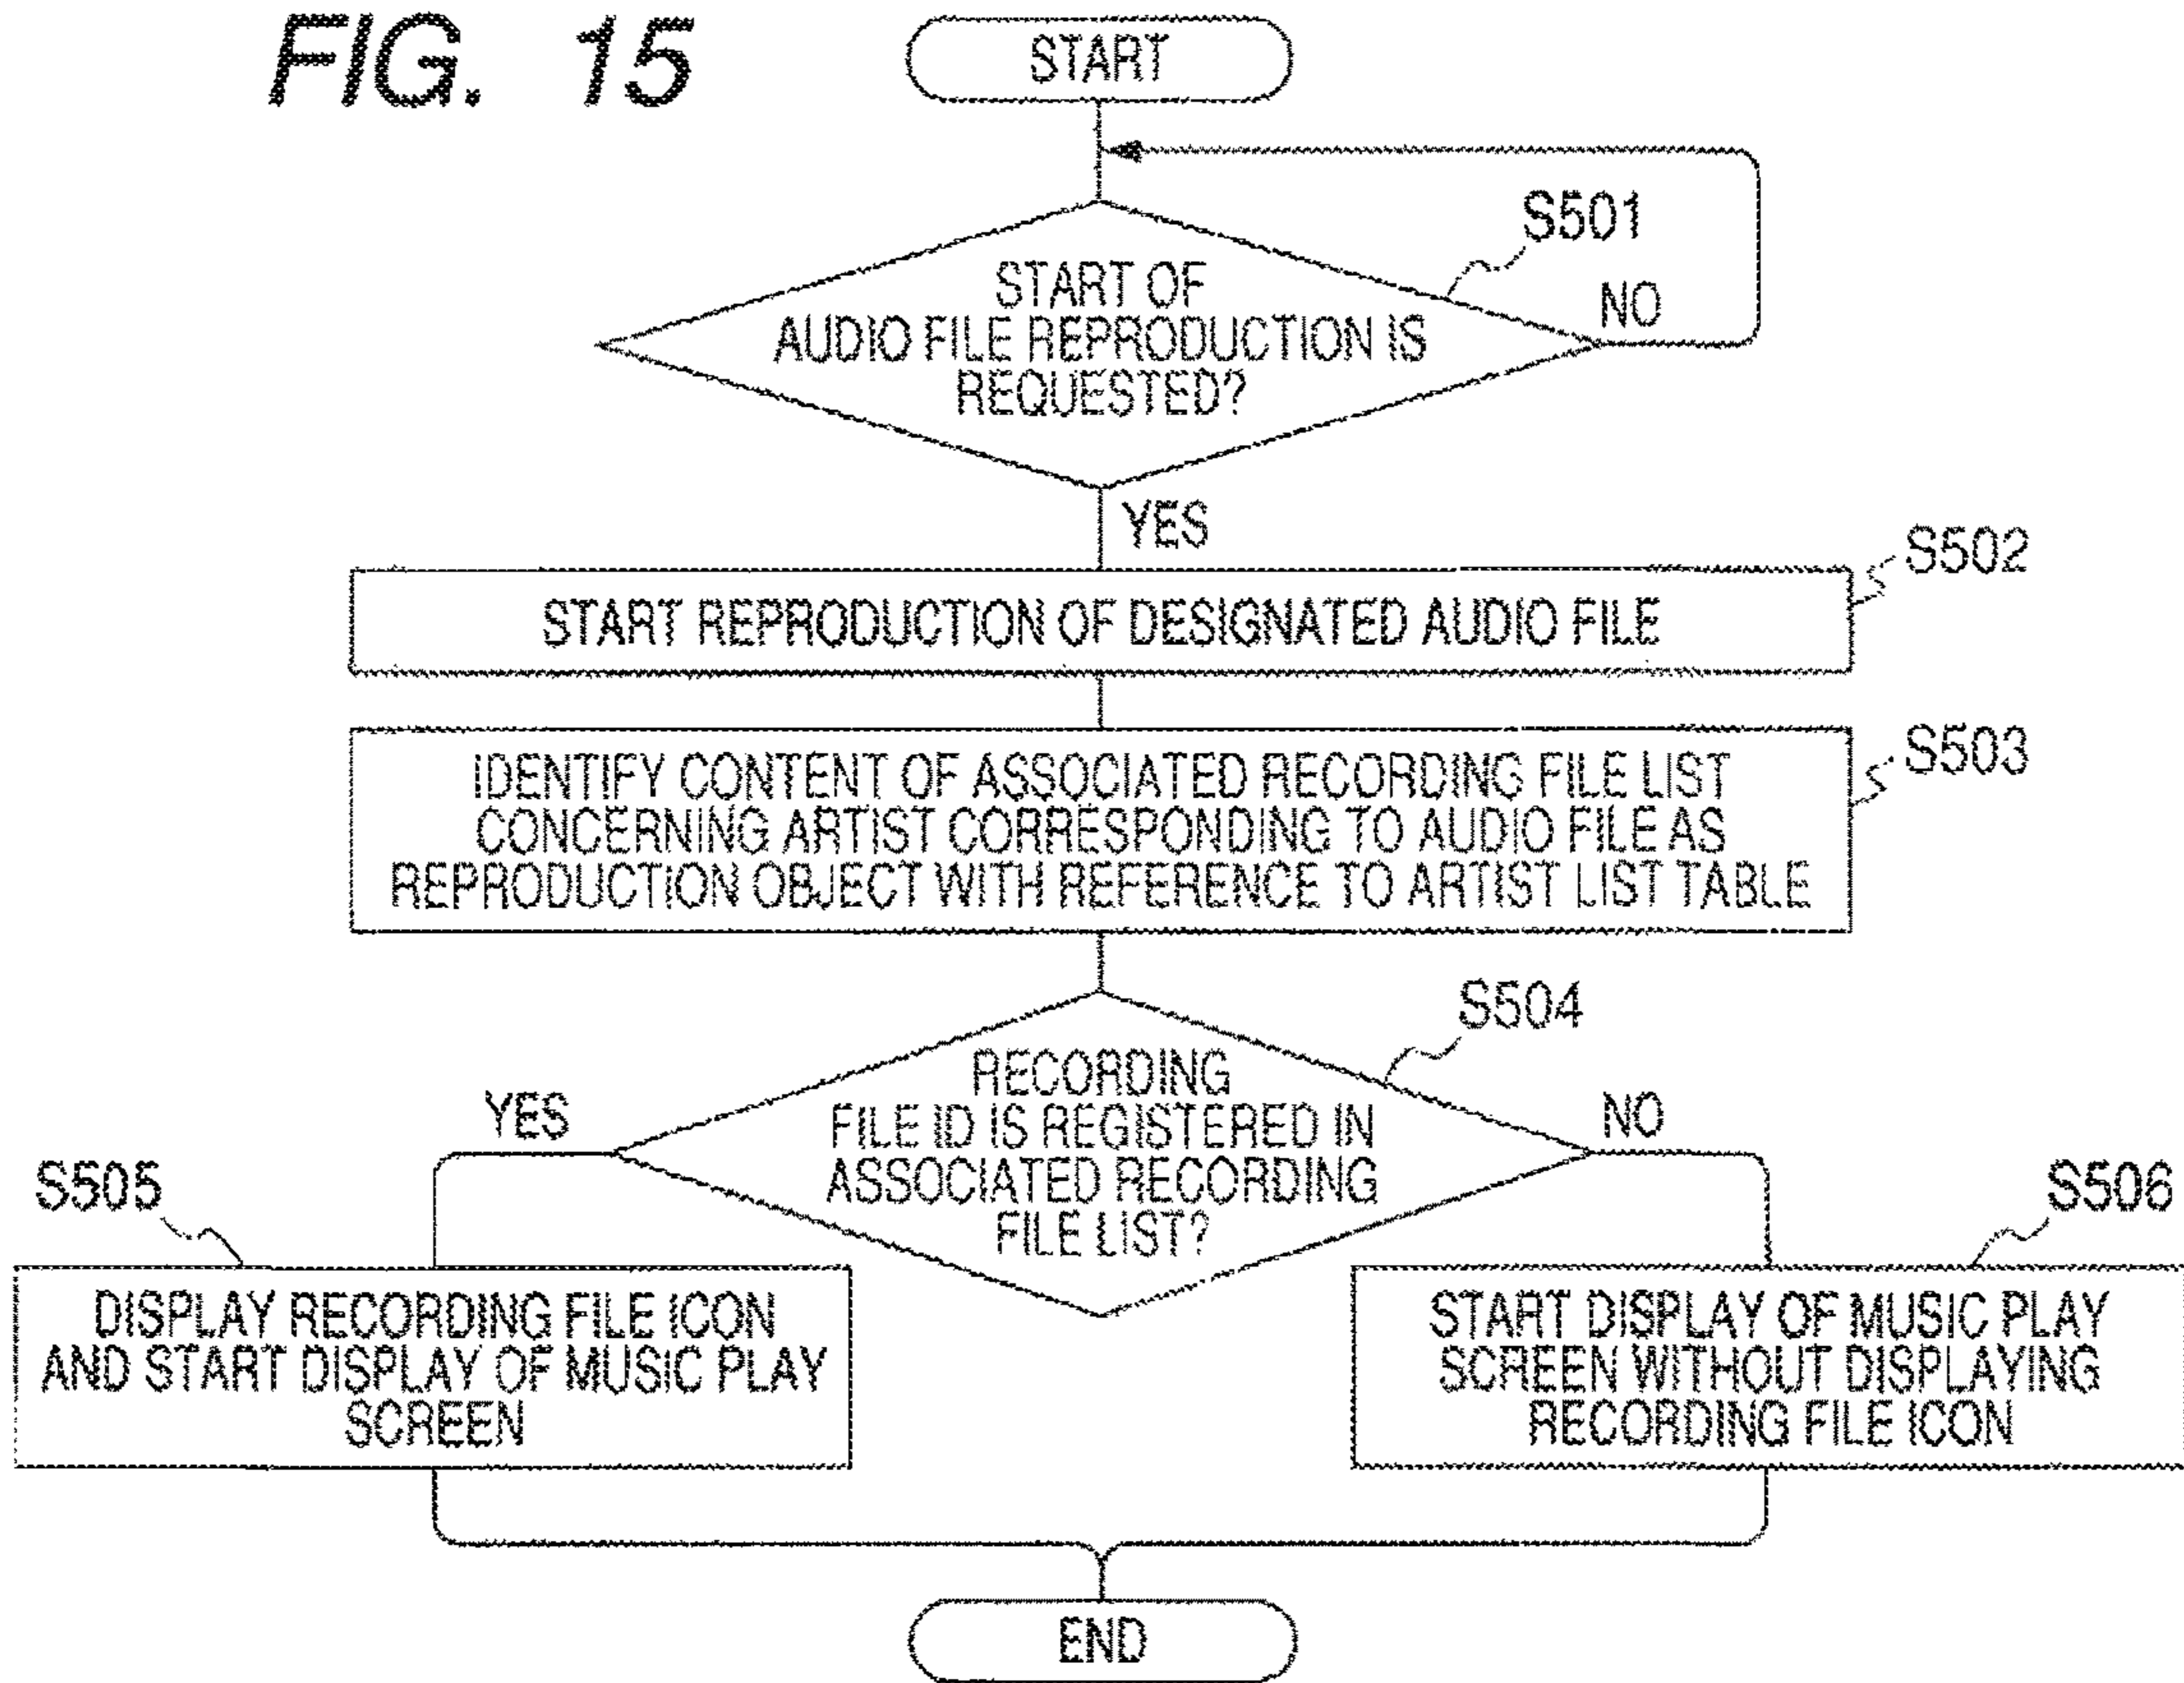 FIG. 15
START
S501
START OF
AUDIO FILE REPRODUCTION IS
REQUESTED?
NO
YES
S502
START REPRODUCTION OF DESIGNATED AUDIO FILE
S503
IDENTIFY CONTENT OF ASSOCIATED RECORDING FILE LIST
CONCERNING ARTIST CORRESPONDING TO AUDIO FILE AS
REPRODUCTION OBJECT WITH REFERENCE TO ARTIST LIST TABLE
S504
RECORDING
FILE ID IS REGISTERED IN
ASSOCIATED RECORDING
FILE LIST?
YES
NO
S505
DISPLAY RECORDING FILE ICON
AND START DISPLAY OF MUSIC PLAY
SCREEN
S506
START DISPLAY OF MUSIC PLAY
SCREEN WITHOUT DISPLAYING
RECORDING FILE ICON
END